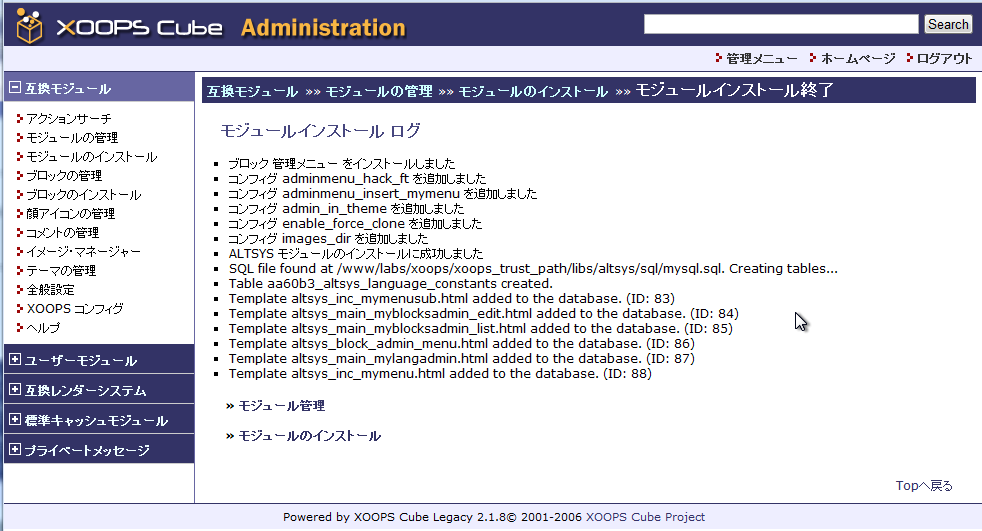 XOOPS Cube Administration
Search
管理メニュー ホームページ ログアウト
互換モジュール
アクションサーチ
モジュールの管理
モジュールのインストール
ブロックの管理
ブロックのインストール
顔アイコンの管理
コメントの管理
イメージ・マネージャー
テーマの管理
全般設定
XOOPS コンフィグ
ヘルプ
ユーザーモジュール
互換レンダーシステム
標準キャッシュモジュール
プライベートメッセージ
互換モジュール »» モジュールの管理 »» モジュールのインストール »» モジュールインストール終了
モジュールインストール ログ
ブロック 管理メニュー をインストールしました
コンフィグ adminmenu_hack_ft を追加しました
コンフィグ adminmenu_insert_mymenu を追加しました
コンフィグ admin_in_theme を追加しました
コンフィグ enable_force_clone を追加しました
コンフィグ images_dir を追加しました
ALTSYS モジュールのインストールに成功しました
SQL file found at /www/labs/xoops/xoops_trust_path/libs/altsys/sql/mysql.sql. Creating tables...
Table aa60b3_altsys_language_constants created.
Template altsys_inc_mymenusub.html added to the database. (ID: 83)
Template altsys_main_myblocksadmin_edit.html added to the database. (ID: 84)
Template altsys_main_myblocksadmin_list.html added to the database. (ID: 85)
Template altsys_block_admin_menu.html added to the database. (ID: 86)
Template altsys_main_mylangadmin.html added to the database. (ID: 87)
Template altsys_inc_mymenu.html added to the database. (ID: 88)
» モジュール管理
» モジュールのインストール
Topへ戻る
Powered by XOOPS Cube Legacy 2.1.8© 2001-2006 XOOPS Cube Project